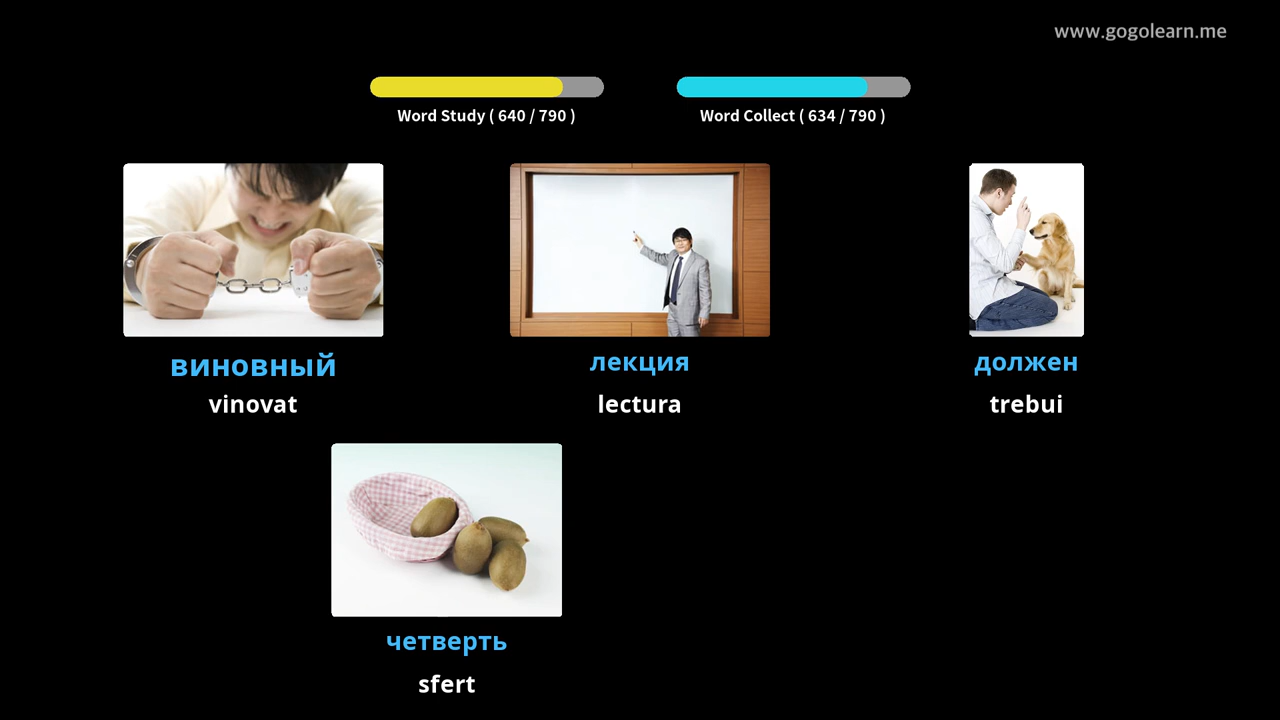 www.gogolearn.me
Word Study ( 640 / 790 )
Word Collect ( 634 / 790 )
виновный
vinovat
лекция
lectura
должен
trebui
четверть
sfert